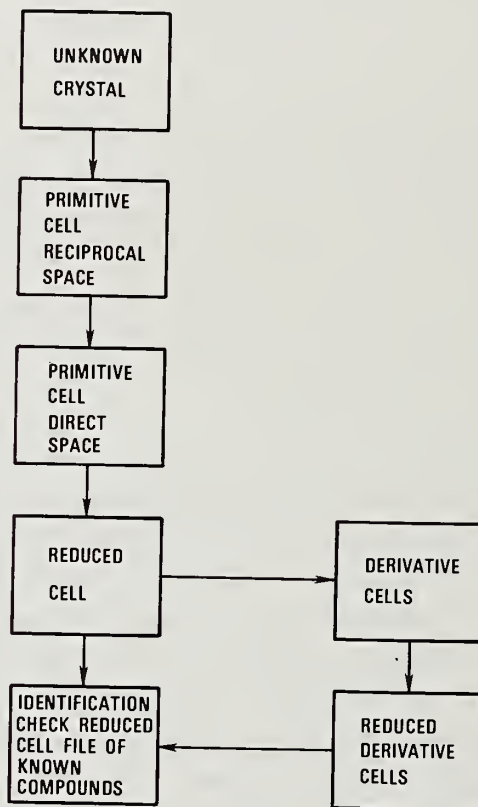 UNKNOWN
CRYSTAL
PRIMITIVE
CELL
RECIPROCAL
SPACE
PRIMITIVE
CELL
DIRECT
SPACE
REDUCED
CELL
DERIVATIVE
CELLS
IDENTIFICATION
CHECK REDUCED
CELL FILE OF
KNOWN
COMPOUNDS
REDUCED
DERIVATIVE
CELLS